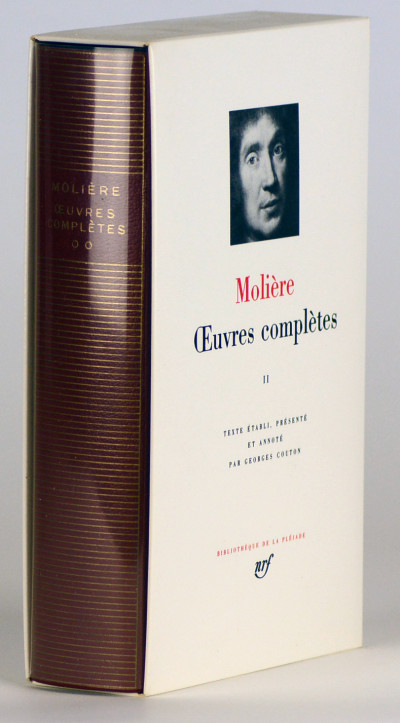 MOLIÈRE
ŒUVRES
COMPLÈTES
Molière
Œuvres complètes
II
TEXTE ÉTABLI, PRÉSENTÉ
ET ANNOTÉ
PAR GEORGES COUTON
BIBLIOTHÈQUE DE LA PLÉIADE
nrf